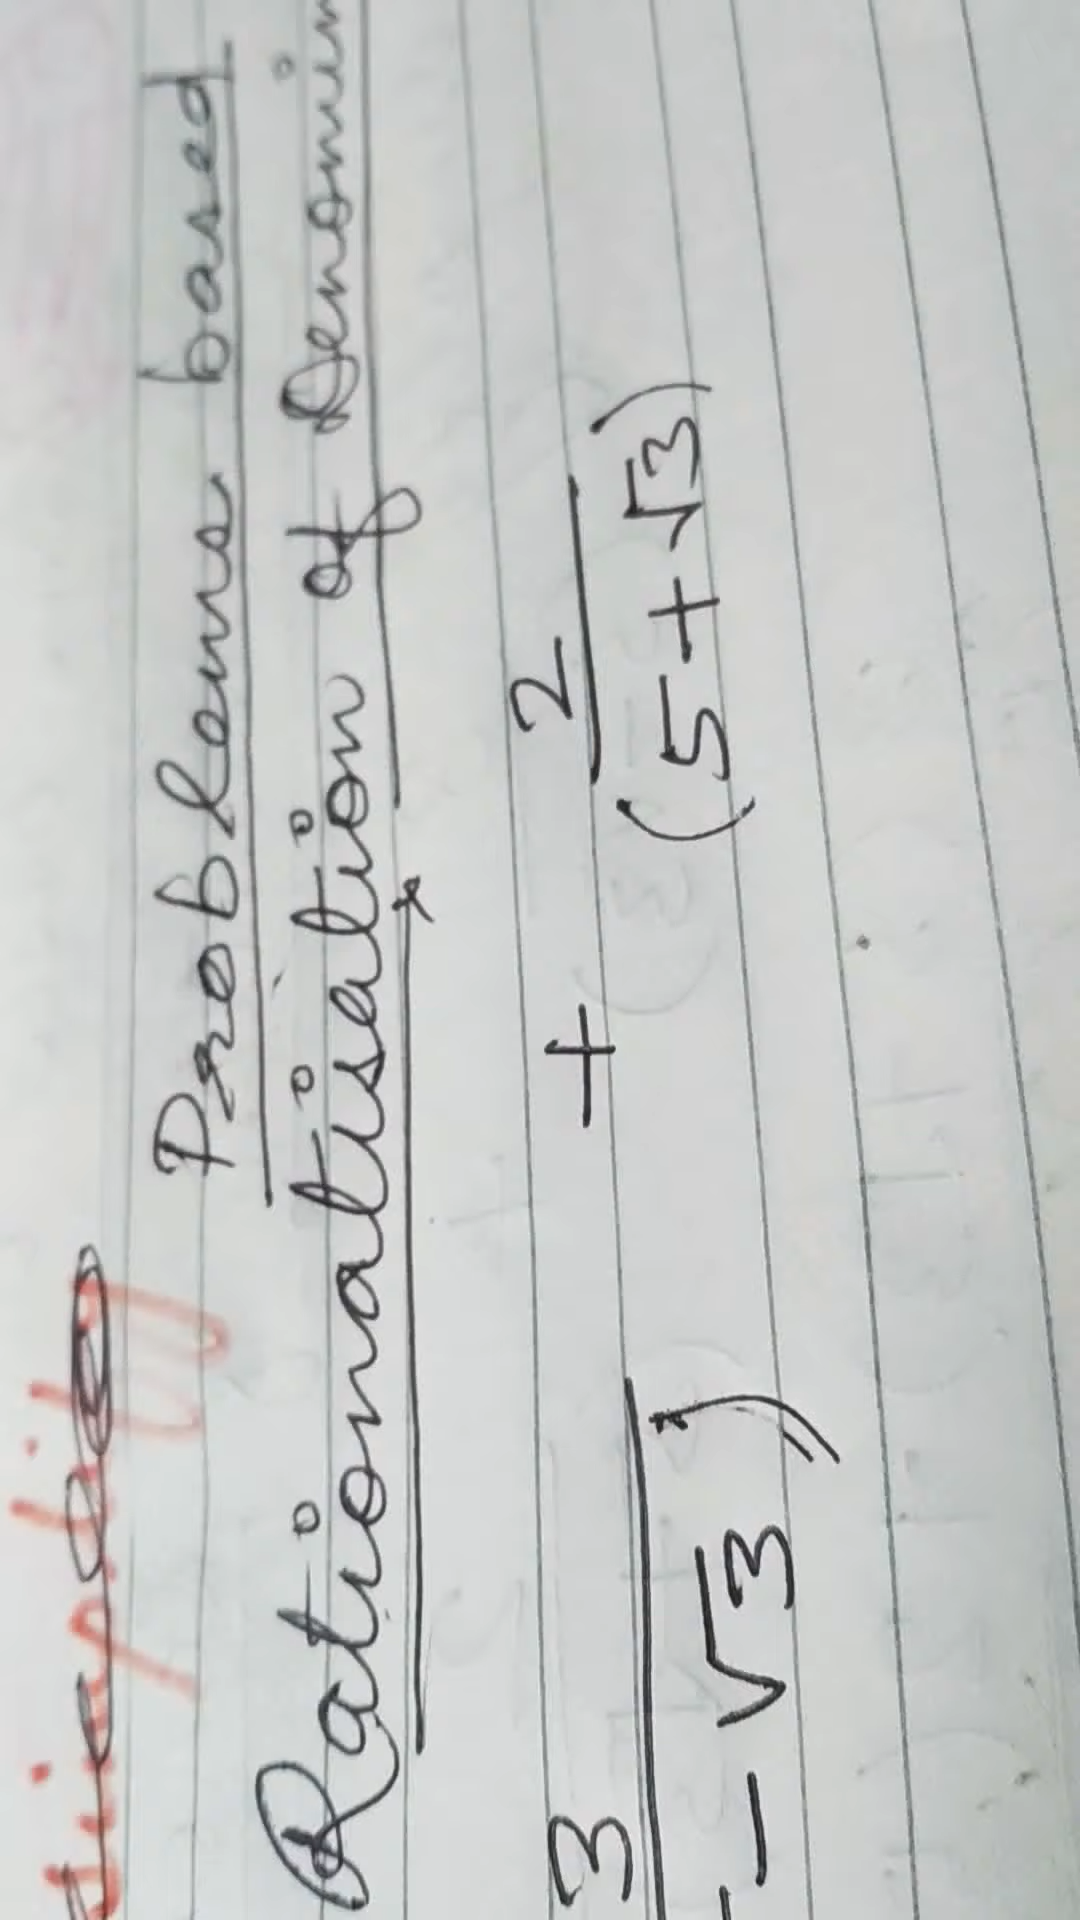 Problems based
Rationalisation of Denomin
3 + 2
- √3) (5 + √3)